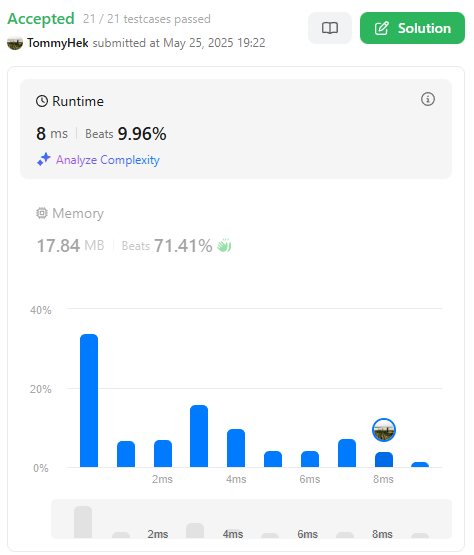 Accepted 21 / 21 testcases passed
TommyHek submitted at May 25, 2025 19:22
Solution
Runtime
8 ms Beats 9.96%
Analyze Complexity
Memory
17.84 MB Beats 71.41%
40%
20%
0%
2ms 4ms 6ms 8ms
2ms 4ms 6ms 8ms